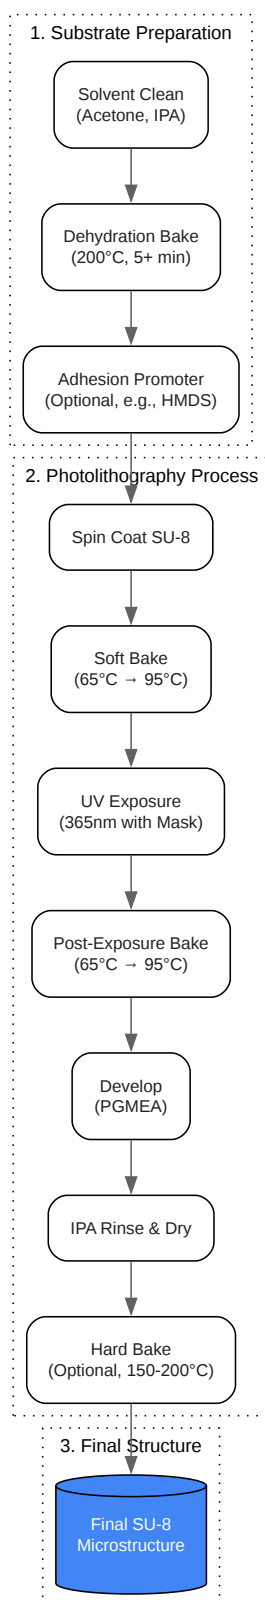 1. Substrate Preparation
Solvent Clean
(Acetone, IPA)
Dehydration Bake
(200°C, 5+ min)
Adhesion Promoter
(Optional, e.g., HMDS)
2. Photolithography Process
Spin Coat SU-8
Soft Bake
(65°C → 95°C)
UV Exposure
(365nm with Mask)
Post-Exposure Bake
(65°C → 95°C)
Develop
(PGMEA)
IPA Rinse & Dry
Hard Bake
(Optional, 150-200°C)
3. Final Structure
Final SU-8
Microstructure